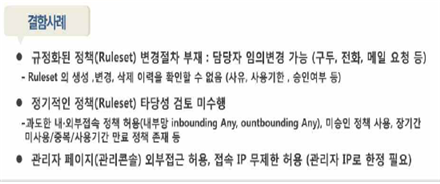 결함사례
● 규정화된 정책(Ruleset) 변경절차 부재 : 담당자 임의변경 가능 (구두, 전화, 메일 요청 등)
- Ruleset 의 생성 ,변경, 삭제 이력을 확인할 수 없음 (사유, 사용기한 , 승인여부 등)
● 정기적인 정책(Ruleset) 타당성 검토 미수행
-과도한 내·외부접속 정책 허용(내부망 inbounding Any, ountbounding Any), 미승인 정책 사용, 장기간
미사용/중복/사용기간 만료 정책 존재 등
● 관리자 페이지(관리콘솔) 외부접근 허용, 접속 IP 무제한 허용 (관리자 IP로 한정 필요)